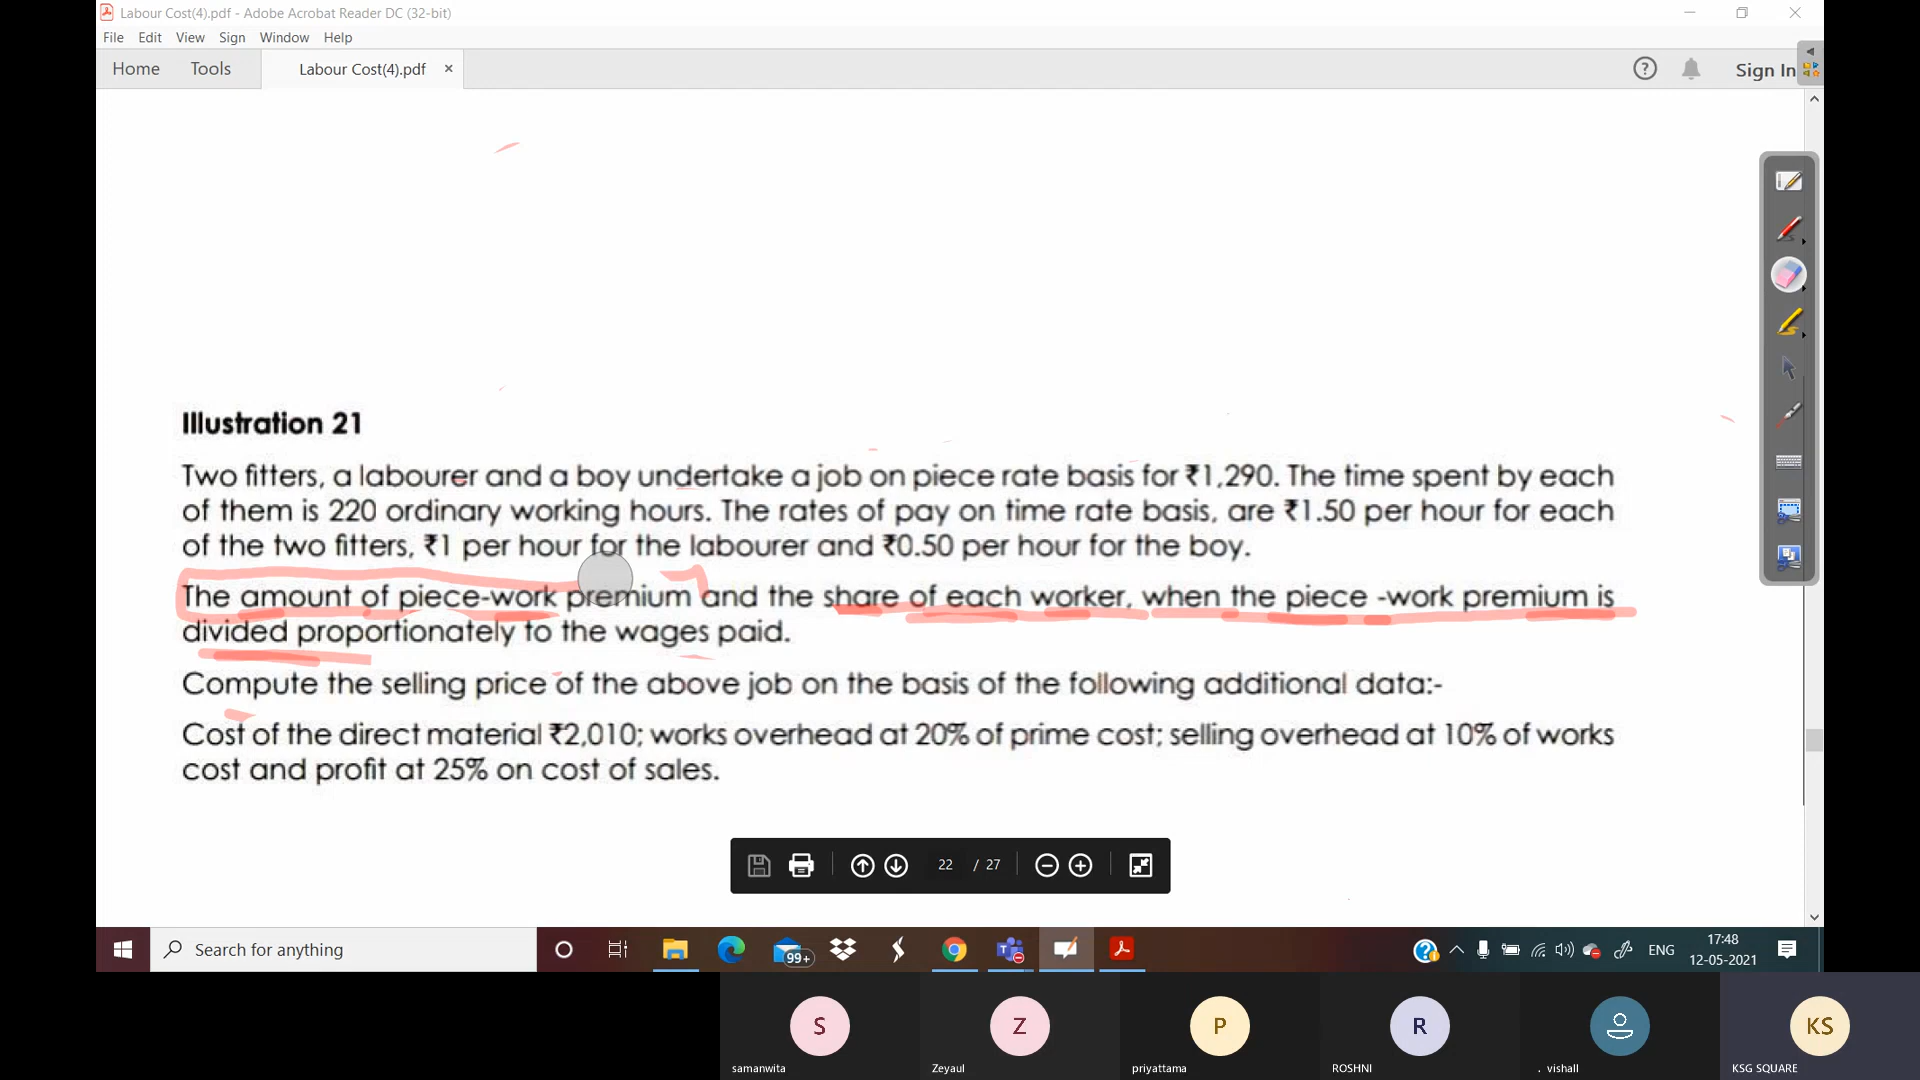 Labour Cost(4).pdf - Adobe Acrobat Reader DC (32-bit)
File Edit View Sign Window Help
Home Tools Labour Cost(4).pdf × Sign In
Illustration 21
Two fitters, a labourer and a boy undertake a job on piece rate basis for ₹1,290. The time spent by each
of them is 220 ordinary working hours. The rates of pay on time rate basis, are ₹1.50 per hour for each
of the two fitters, ₹1 per hour for the labourer and ₹0.50 per hour for the boy.
The amount of piece-work premium and the share of each worker, when the piece -work premium is
divided proportionately to the wages paid.
Compute the selling price of the above job on the basis of the following additional data:-
Cost of the direct material ₹2,010; works overhead at 20% of prime cost; selling overhead at 10% of works
cost and profit at 25% on cost of sales.
22 / 27
Search for anything
99+
ENG
17:48
12-05-2021
S Z P R KS
samanwita Zeyaul priyattama ROSHNI . vishall KSG SQUARE